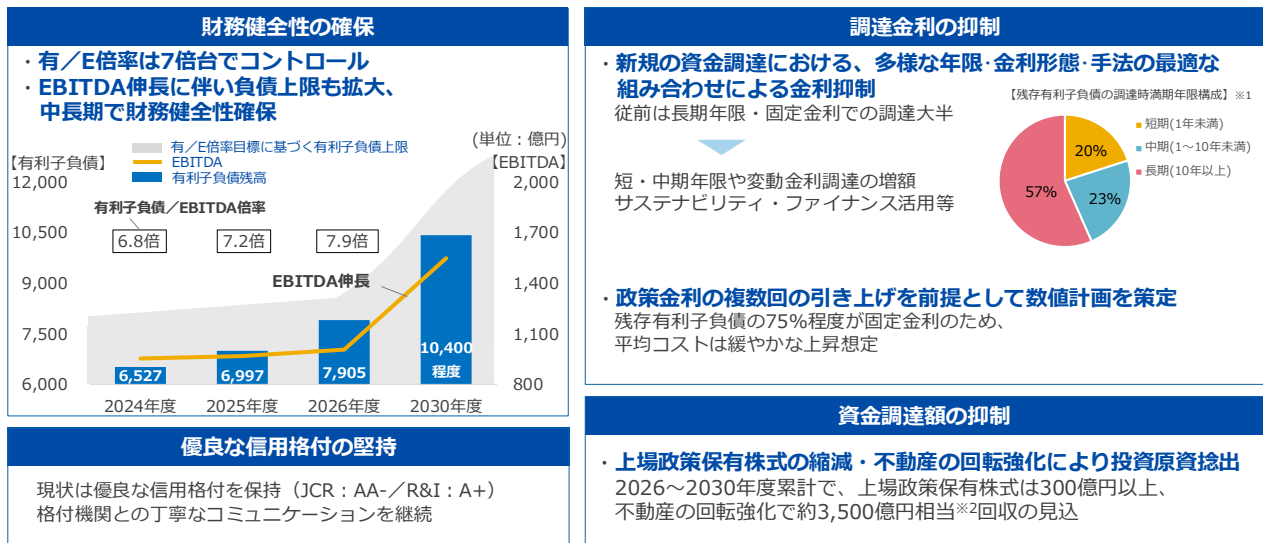 財務健全性の確保
・有／E倍率は7倍台でコントロール
・EBITDA伸長に伴い負債上限も拡大、
中長期で財務健全性確保
(単位：億円)
【有利子負債】
【EBITDA】
有／E倍率目標に基づく有利子負債上限
EBITDA
有利子負債残高
12,000
10,500
9,000
7,500
6,000
2,000
1,700
1,400
1,100
800
有利子負債／EBITDA倍率
6.8倍
7.2倍
7.9倍
EBITDA伸長
6,527
6,997
7,905
10,400
程度
2024年度
2025年度
2026年度
2030年度
優良な信用格付の堅持
現状は優良な信用格付を保持（JCR：AA-／R&I：A+）
格付機関との丁寧なコミュニケーションを継続
調達金利の抑制
・新規の資金調達における、多様な年限･金利形態･手法の最適な
組み合わせによる金利抑制
従前は長期年限・固定金利での調達大半
短・中期年限や変動金利調達の増額
サステナビリティ・ファイナンス活用等
【残存有利子負債の調達時満期年限構成】※1
短期(1年未満)
中期(1～10年未満)
長期(10年以上)
20%
23%
57%
・政策金利の複数回の引き上げを前提として数値計画を策定
残存有利子負債の75%程度が固定金利のため、
平均コストは緩やかな上昇想定
資金調達額の抑制
・上場政策保有株式の縮減・不動産の回転強化により投資原資捻出
2026～2030年度累計で、上場政策保有株式は300億円以上、
不動産の回転強化で約3,500億円相当※2回収の見込